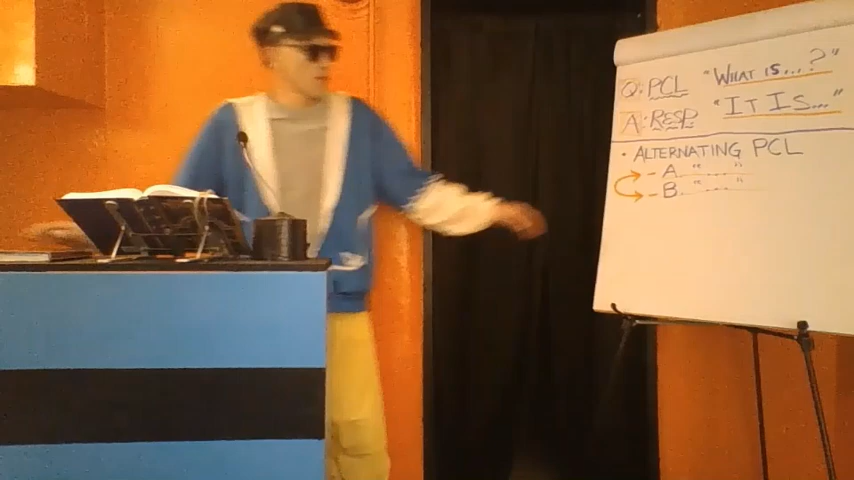 Q: PCL "WHAT IS...?"
A: RESP "IT IS..."
• ALTERNATING PCL
- A "....."
- B "....."